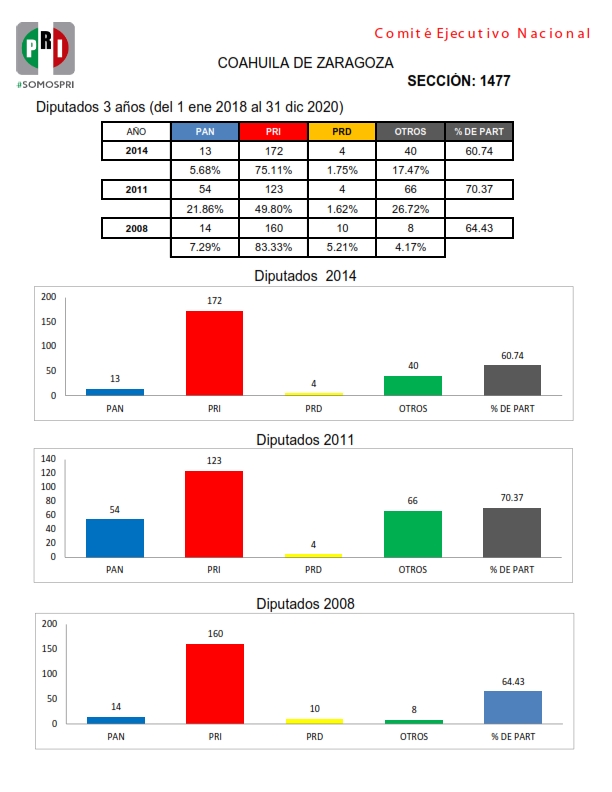 Comité Ejecutivo Nacional
PRI
#SOMOSPRI
COAHUILA DE ZARAGOZA
SECCIÓN: 1477
Diputados 3 años (del 1 ene 2018 al 31 dic 2020)
AÑO PAN PRI PRD OTROS % DE PART
2014 13 172 4 40 60.74
5.68% 75.11% 1.75% 17.47%
2011 54 123 4 66 70.37
21.86% 49.80% 1.62% 26.72%
2008 14 160 10 8 64.43
7.29% 83.33% 5.21% 4.17%
Diputados 2014
200
150
100
50
0
13 172 4 40 60.74
PAN PRI PRD OTROS % DE PART
Diputados 2011
140
120
100
80
60
40
20
0
54 123 4 66 70.37
PAN PRI PRD OTROS % DE PART
Diputados 2008
200
150
100
50
0
14 160 10 8 64.43
PAN PRI PRD OTROS % DE PART